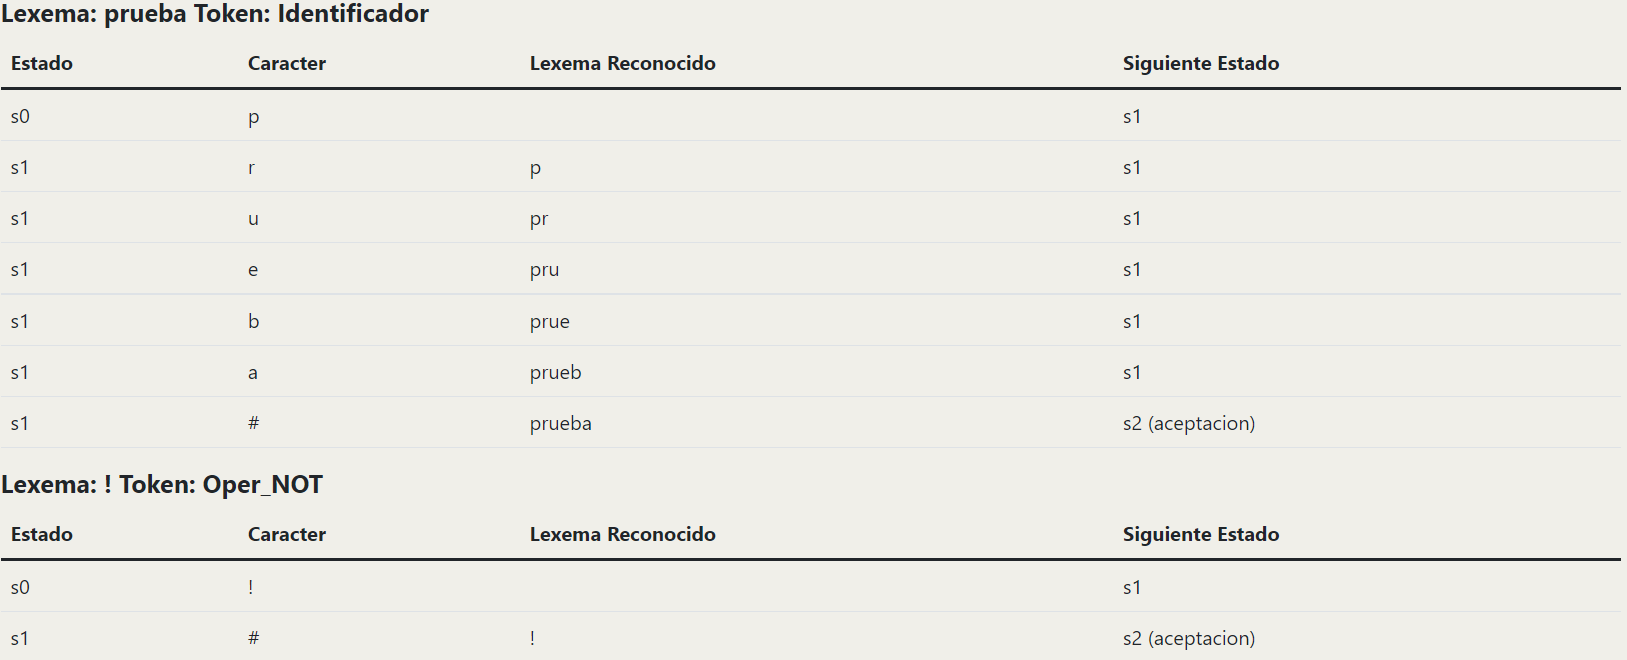 Lexema: prueba Token: Identificador
Estado Caracter Lexema Reconocido Siguiente Estado
s0 p s1
s1 r p s1
s1 u pr s1
s1 e pru s1
s1 b prue s1
s1 a prueb s1
s1 # prueba s2 (aceptacion)
Lexema: ! Token: Oper_NOT
Estado Caracter Lexema Reconocido Siguiente Estado
s0 ! s1
s1 # ! s2 (aceptacion)